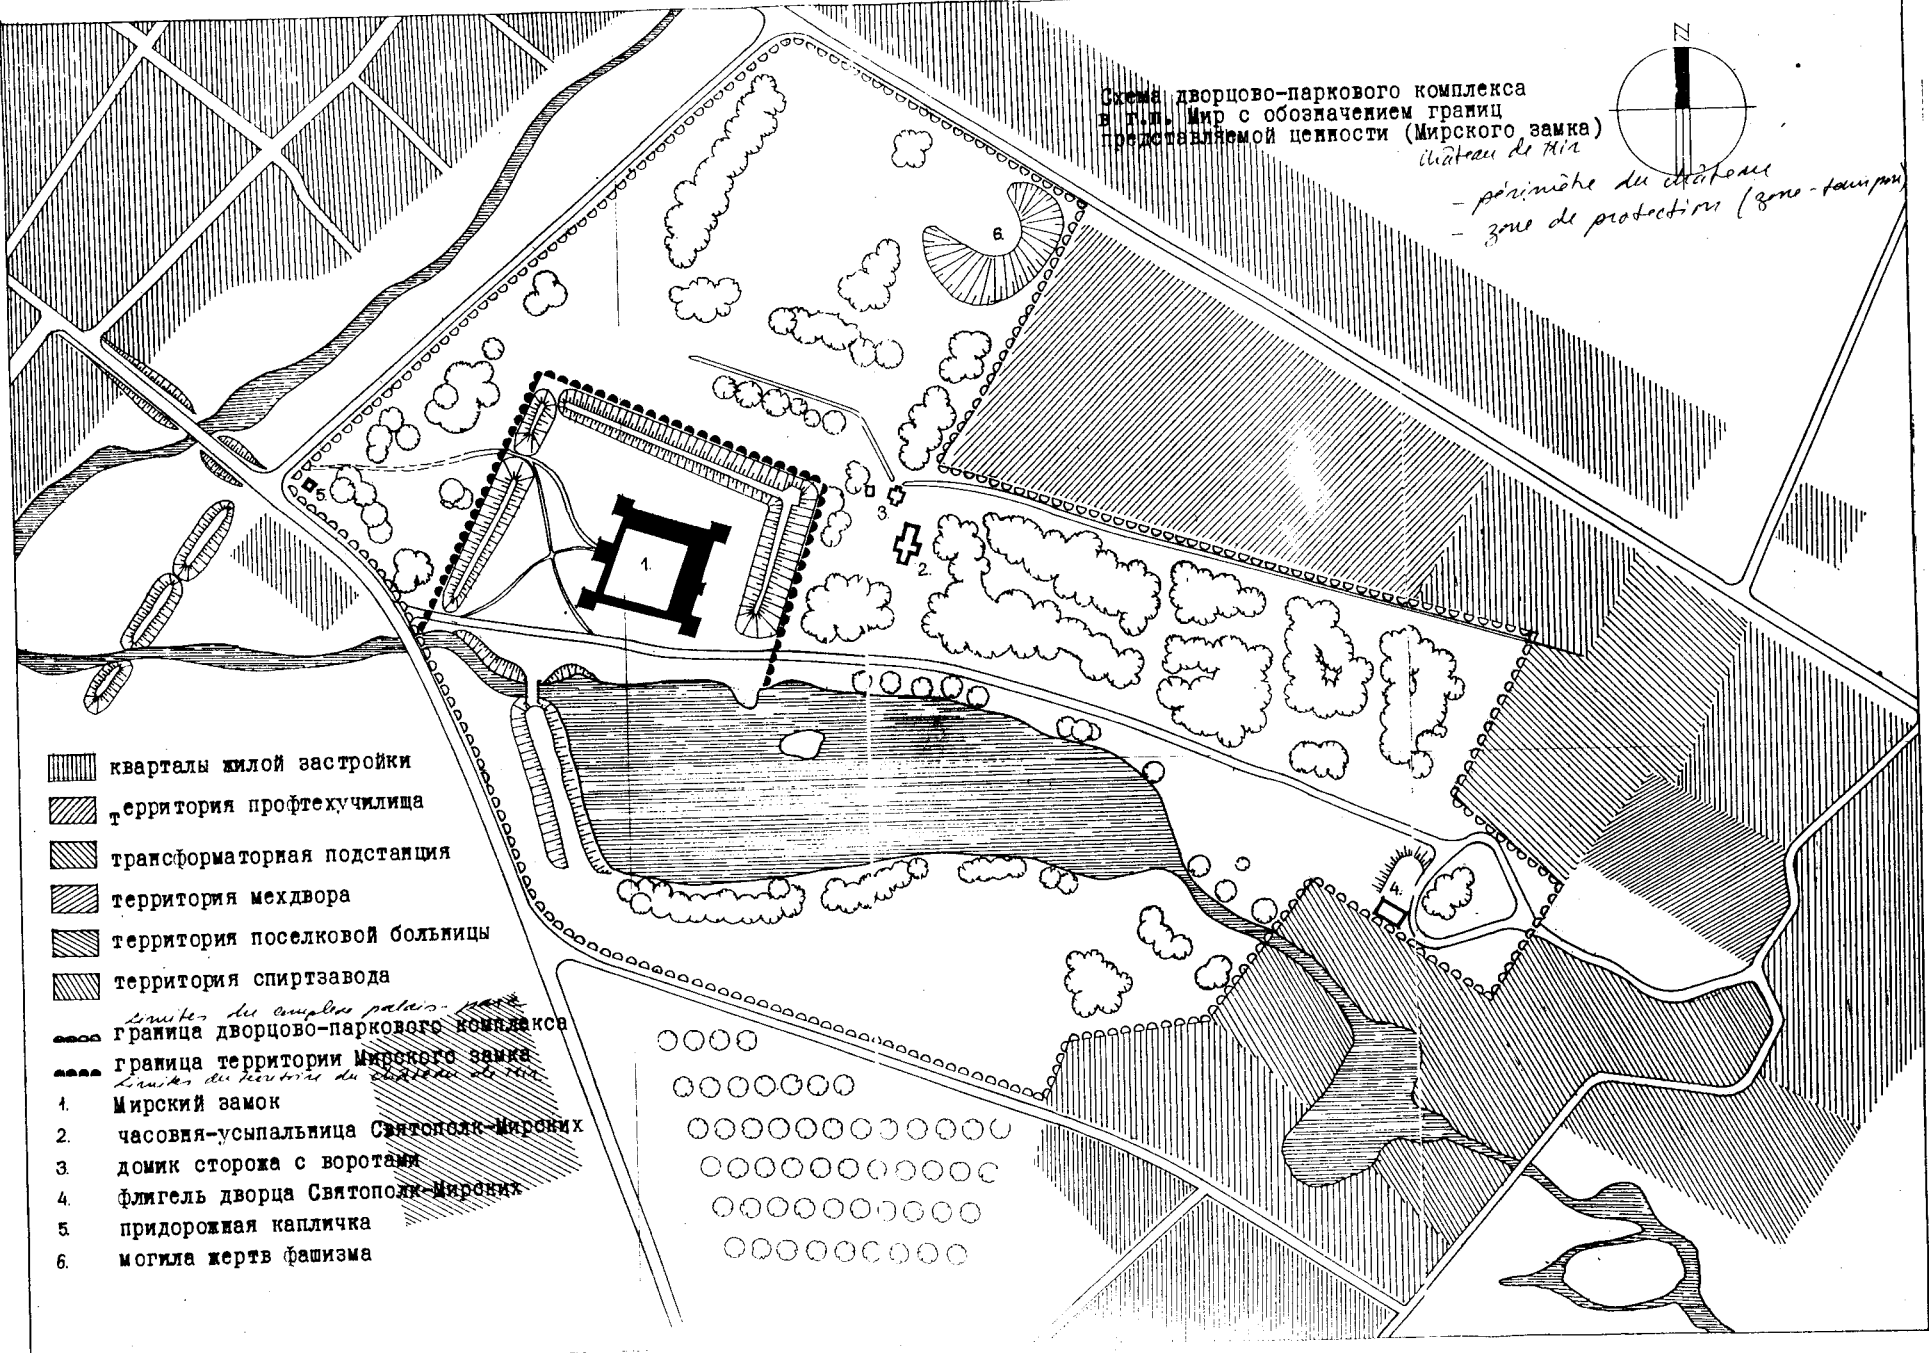 Схема дворцово-паркового комплекса
в г.п. Мир с обозначением границ
представляемой ценности (Мирского замка)
château de Mir
- périmètre du château
- zone de protection (zone-tampon)
6.
5.
1.
3.
2.
4.
кварталы жилой застройки
территория профтехучилища
трансформаторная подстанция
территория мехдвора
территория поселковой больницы
территория спиртзавода
Limites du complexe palais-parc
граница дворцово-паркового комплекса
граница территории Мирского замка
Limites du territoire du château de Mir
1. Мирский замок
2. часовня-усыпальница Святополк-Мирских
3. домик сторожа с воротами
4. флигель дворца Святополк-Мирских
5. придорожная капличка
6. могила жертв фашизма